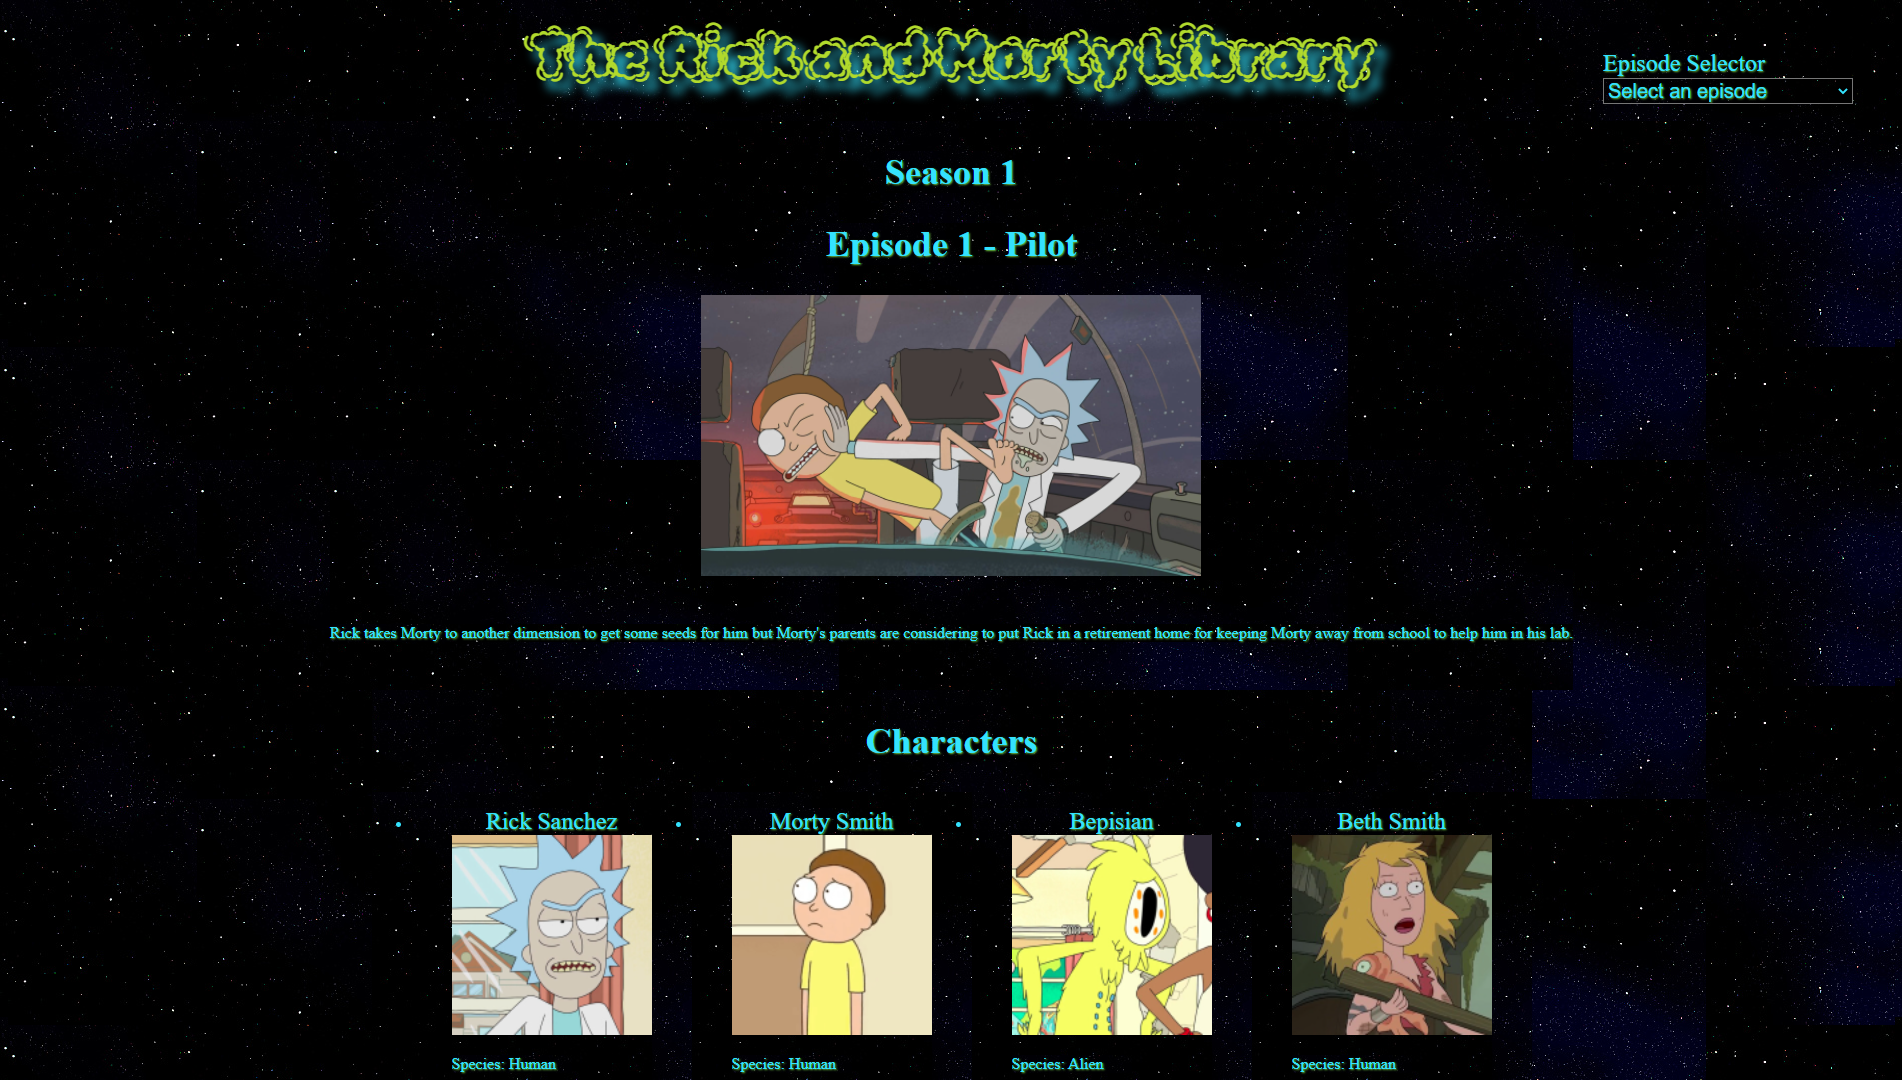 The Rick and Morty Library
Episode Selector
Select an episode
Season 1
Episode 1 - Pilot
Rick takes Morty to another dimension to get some seeds for him but Morty's parents are considering to put Rick in a retirement home for keeping Morty away from school to help him in his lab.
Characters
Rick Sanchez
Morty Smith
Bepisian
Beth Smith
Species: Human
Species: Human
Species: Alien
Species: Human